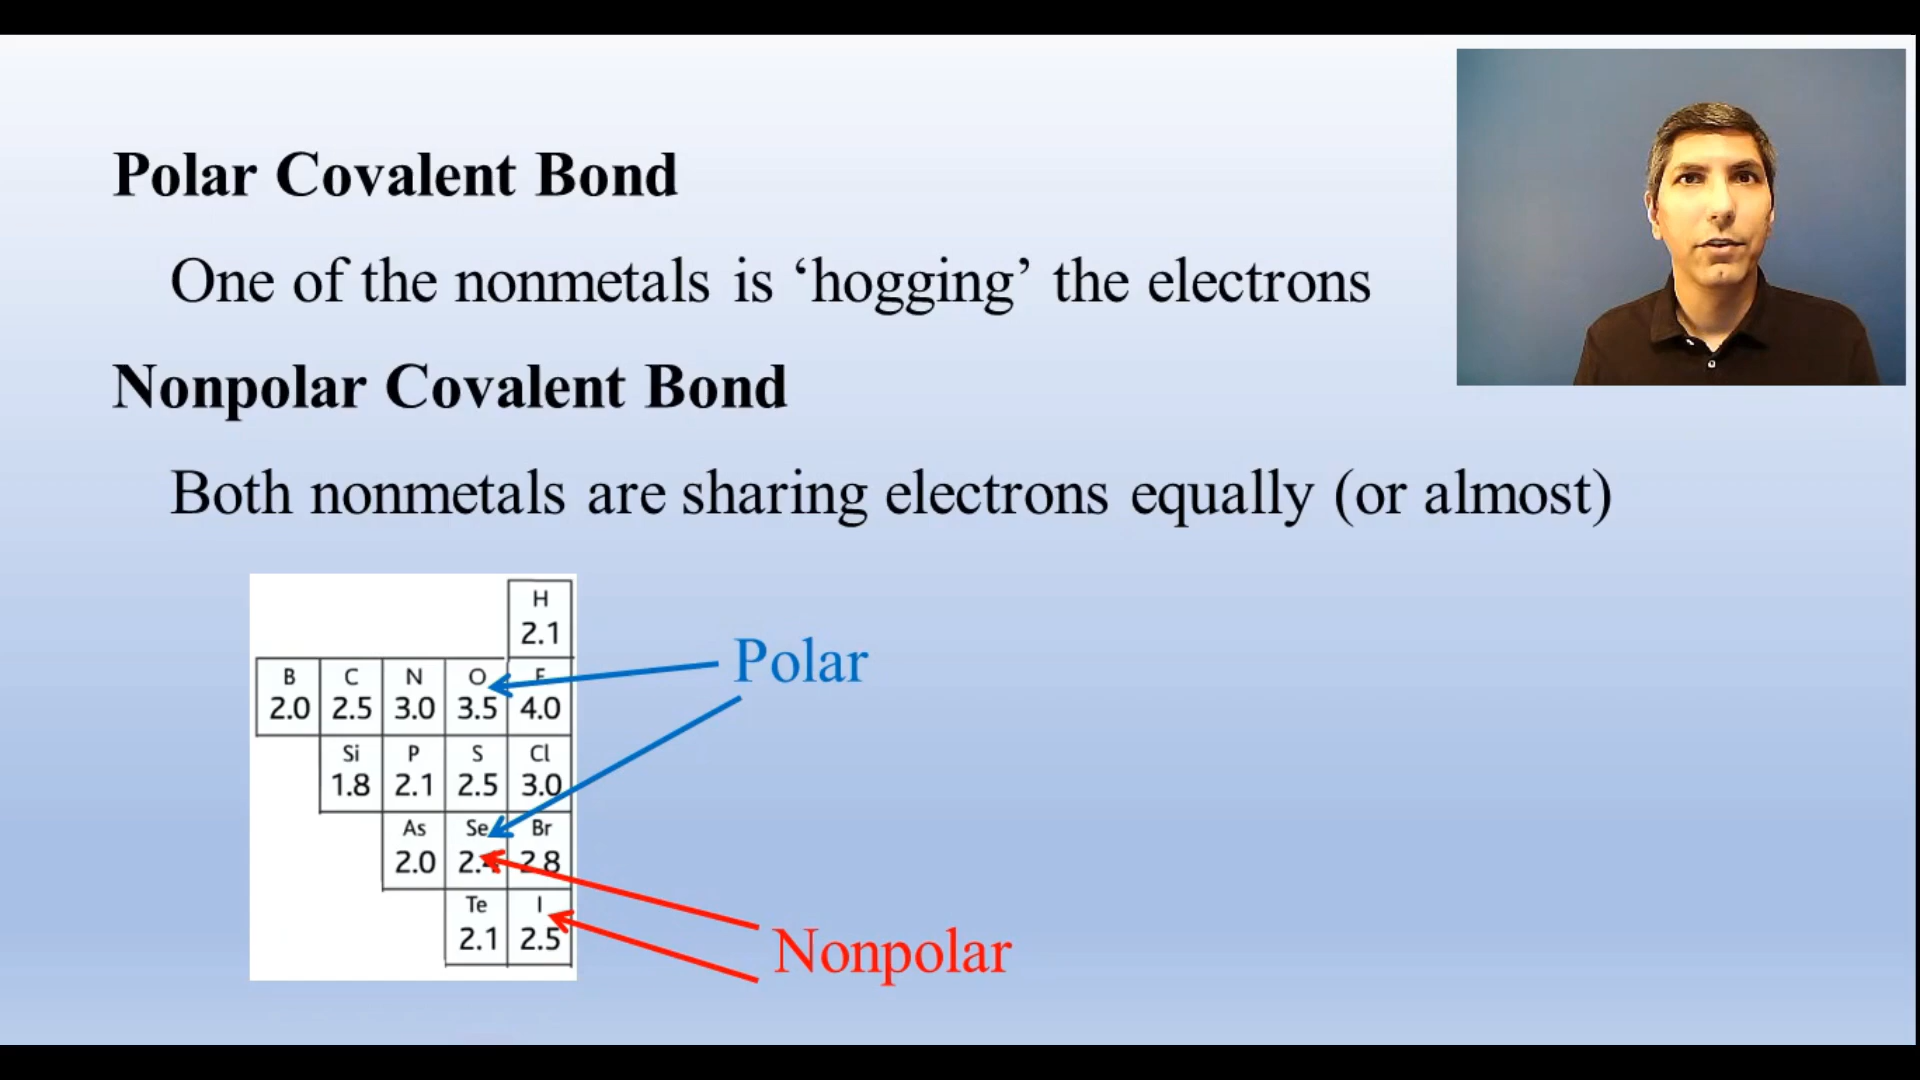 Polar Covalent Bond
One of the nonmetals is ‘hogging’ the electrons
Nonpolar Covalent Bond
Both nonmetals are sharing electrons equally (or almost)
H
2.1
B C N O F
2.0 2.5 3.0 3.5 4.0
Si P S Cl
1.8 2.1 2.5 3.0
As Se Br
2.0 2.4 2.8
Te I
2.1 2.5
Polar
Nonpolar